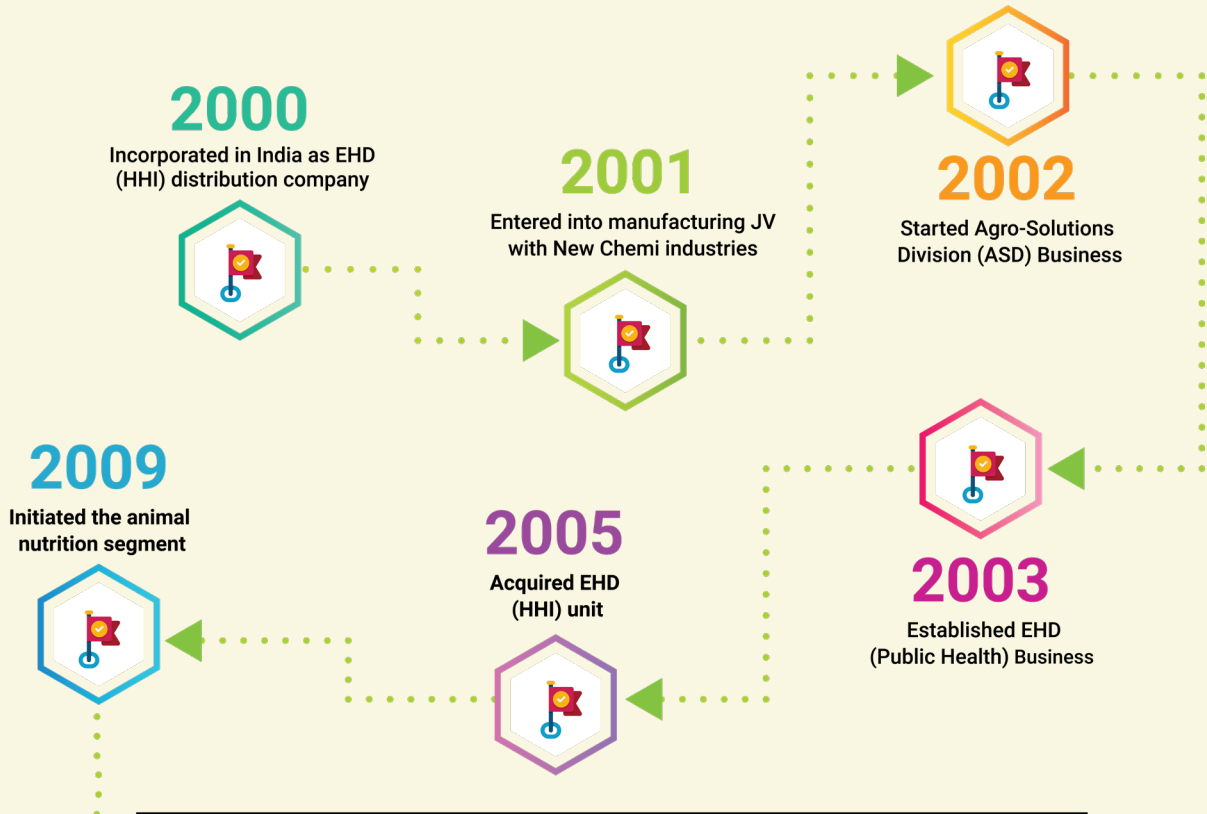 2000
Incorporated in India as EHD
(HHI) distribution company
2001
Entered into manufacturing JV
with New Chemi industries
2002
Started Agro-Solutions
Division (ASD) Business
2003
Established EHD
(Public Health) Business
2005
Acquired EHD
(HHI) unit
2009
Initiated the animal
nutrition segment